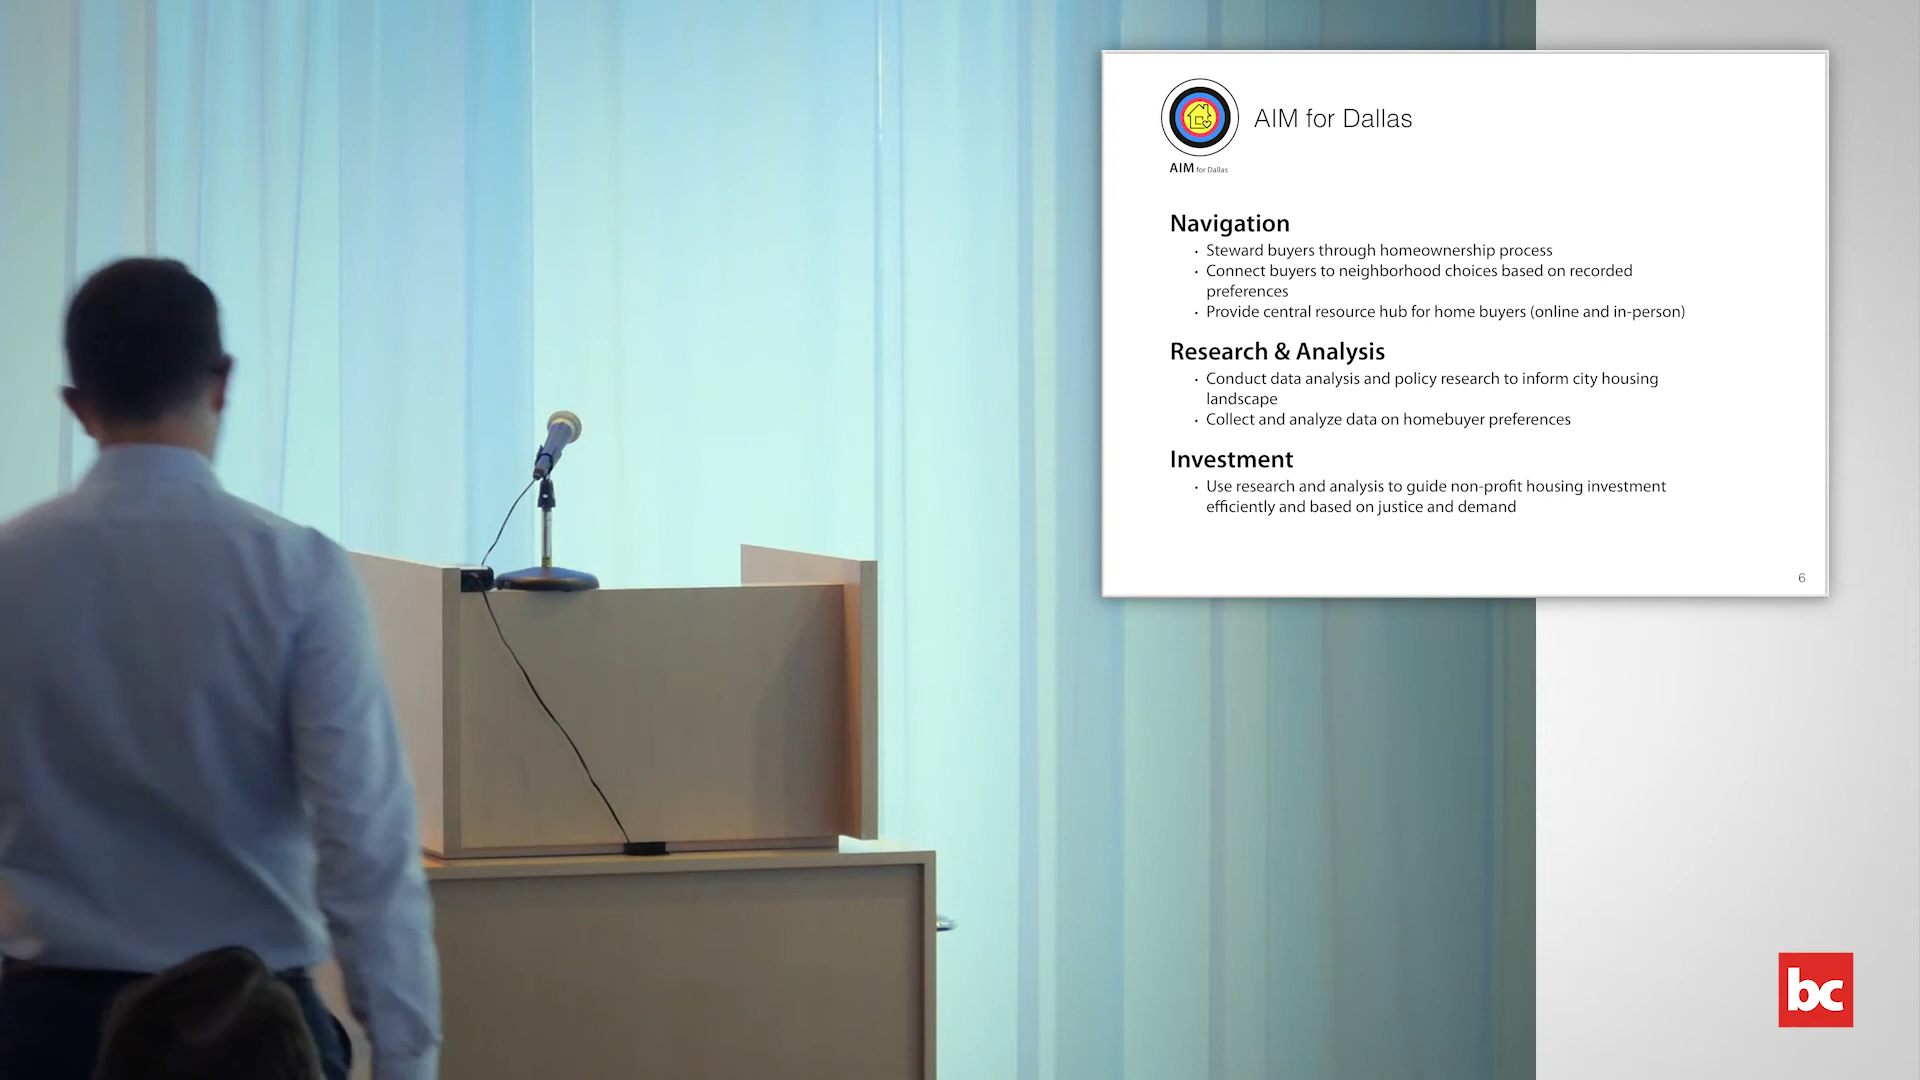 AIM for Dallas
AIM for Dallas
Navigation
· Steward buyers through homeownership process
· Connect buyers to neighborhood choices based on recorded
preferences
· Provide central resource hub for home buyers (online and in-person)
Research & Analysis
· Conduct data analysis and policy research to inform city housing
landscape
· Collect and analyze data on homebuyer preferences
Investment
· Use research and analysis to guide non-profit housing investment
efficiently and based on justice and demand
6
bc